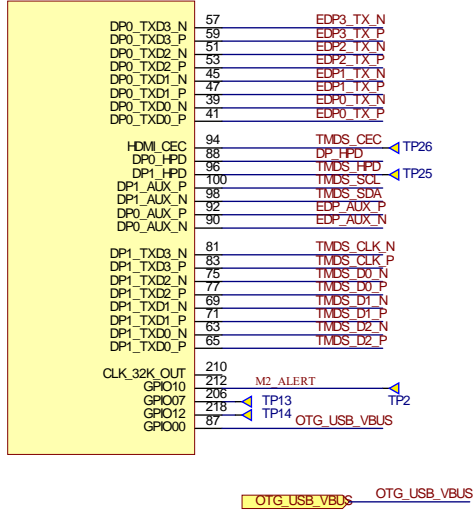 DP0_TXD3_N 57 EDP3_TX_N
DP0_TXD3_P 59 EDP3_TX_P
DP0_TXD2_N 51 EDP2_TX_N
DP0_TXD2_P 53 EDP2_TX_P
DP0_TXD1_N 45 EDP1_TX_N
DP0_TXD1_P 47 EDP1_TX_P
DP0_TXD0_N 39 EDP0_TX_N
DP0_TXD0_P 41 EDP0_TX_P
HDMI_CEC 94 TMDS_CEC TP26
DP0_HPD 88 DP_HPD
DP1_HPD 96 TMDS_HPD TP25
DP1_AUX_P 100 TMDS_SCL
DP1_AUX_N 98 TMDS_SDA
DP0_AUX_P 92 EDP_AUX_P
DP0_AUX_N 90 EDP_AUX_N
DP1_TXD3_N 81 TMDS_CLK_N
DP1_TXD3_P 83 TMDS_CLK_P
DP1_TXD2_N 75 TMDS_D0_N
DP1_TXD2_P 77 TMDS_D0_P
DP1_TXD1_N 69 TMDS_D1_N
DP1_TXD1_P 71 TMDS_D1_P
DP1_TXD0_N 63 TMDS_D2_N
DP1_TXD0_P 65 TMDS_D2_P
CLK_32K_OUT 210
GPIO10 212 M2_ALERT TP2
GPIO07 206 TP13
GPIO12 218 TP14
GPIO00 87 OTG_USB_VBUS
OTG_USB_VBUS OTG_USB_VBUS